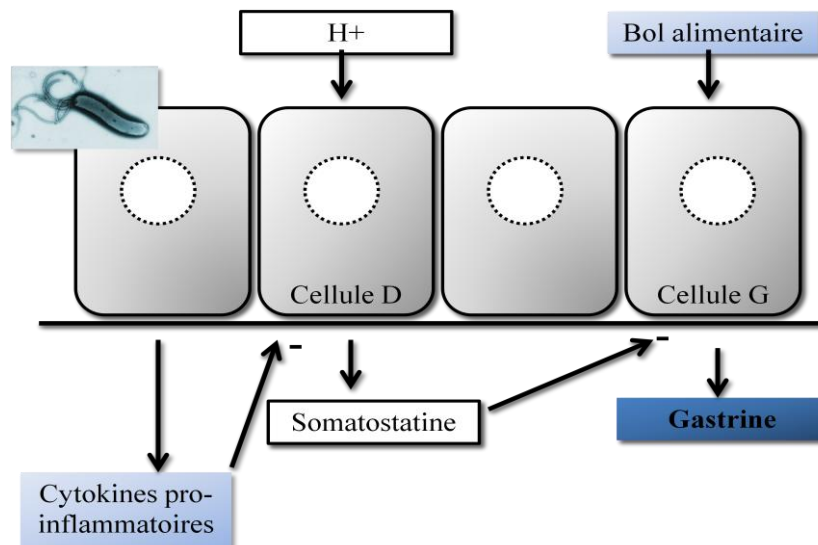 H+
Bol alimentaire
Cellule D
Cellule G
-
-
Somatostatine
Gastrine
Cytokines pro-
inflammatoires